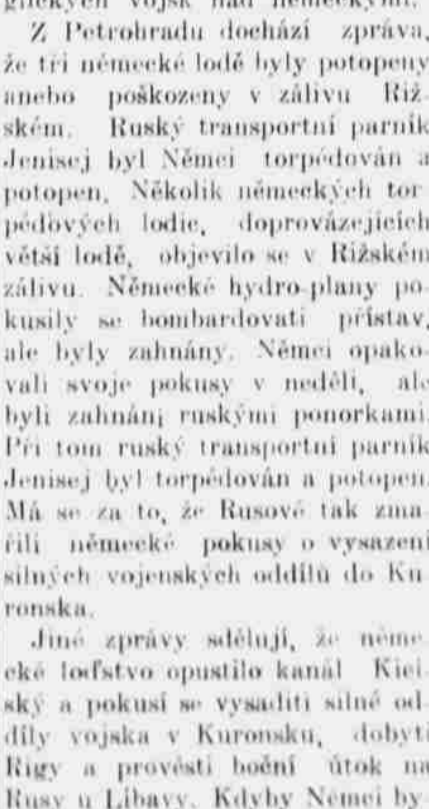 glických vojsk nad německými.
Z Petrohradu dochází zpráva,
že tři německé lodě byly potopeny
anebo poškozeny v zálivu Riž-
ském. Ruský transportní parník
Jenisej byl Němci torpédován a
potopen. Několik německých tor
pédových lodic, doprovázejících
větší lodě, objevilo se v Rižském
zálivu. Německé hydro-plany po
kusily se bombardovati přístav,
ale byly zahnány. Němci opako-
vali svoje pokusy v neděli, ale
byli zahnáni ruskými ponorkami.
Při tom ruský transportní parník
Jenisej byl torpédován a potopen.
Má se za to, že Rusové tak zma-
řili německé pokusy o vysazení
silných vojenských oddílů do Ku
ronska.
Jiné zprávy sdělují, že něme-
cké loďstvo opustilo kanál Kiel-
ský a pokusí se vysaditi silné od-
díly vojska v Kuronsku, dobyti
Rigy a provésti boční útok na
Rusy u Libavy. Kdyby Němci by-